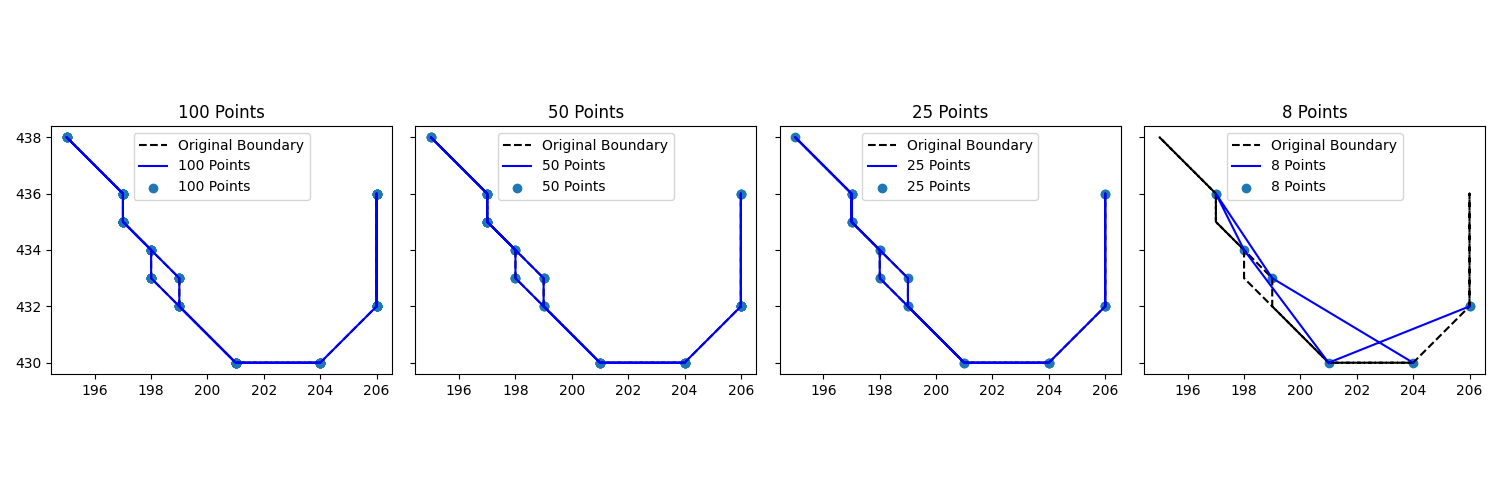 100 Points
50 Points
25 Points
8 Points
Original Boundary
100 Points
100 Points
Original Boundary
50 Points
50 Points
Original Boundary
25 Points
25 Points
Original Boundary
8 Points
8 Points
438
436
434
432
430
196 198 200 202 204 206
196 198 200 202 204 206
196 198 200 202 204 206
196 198 200 202 204 206